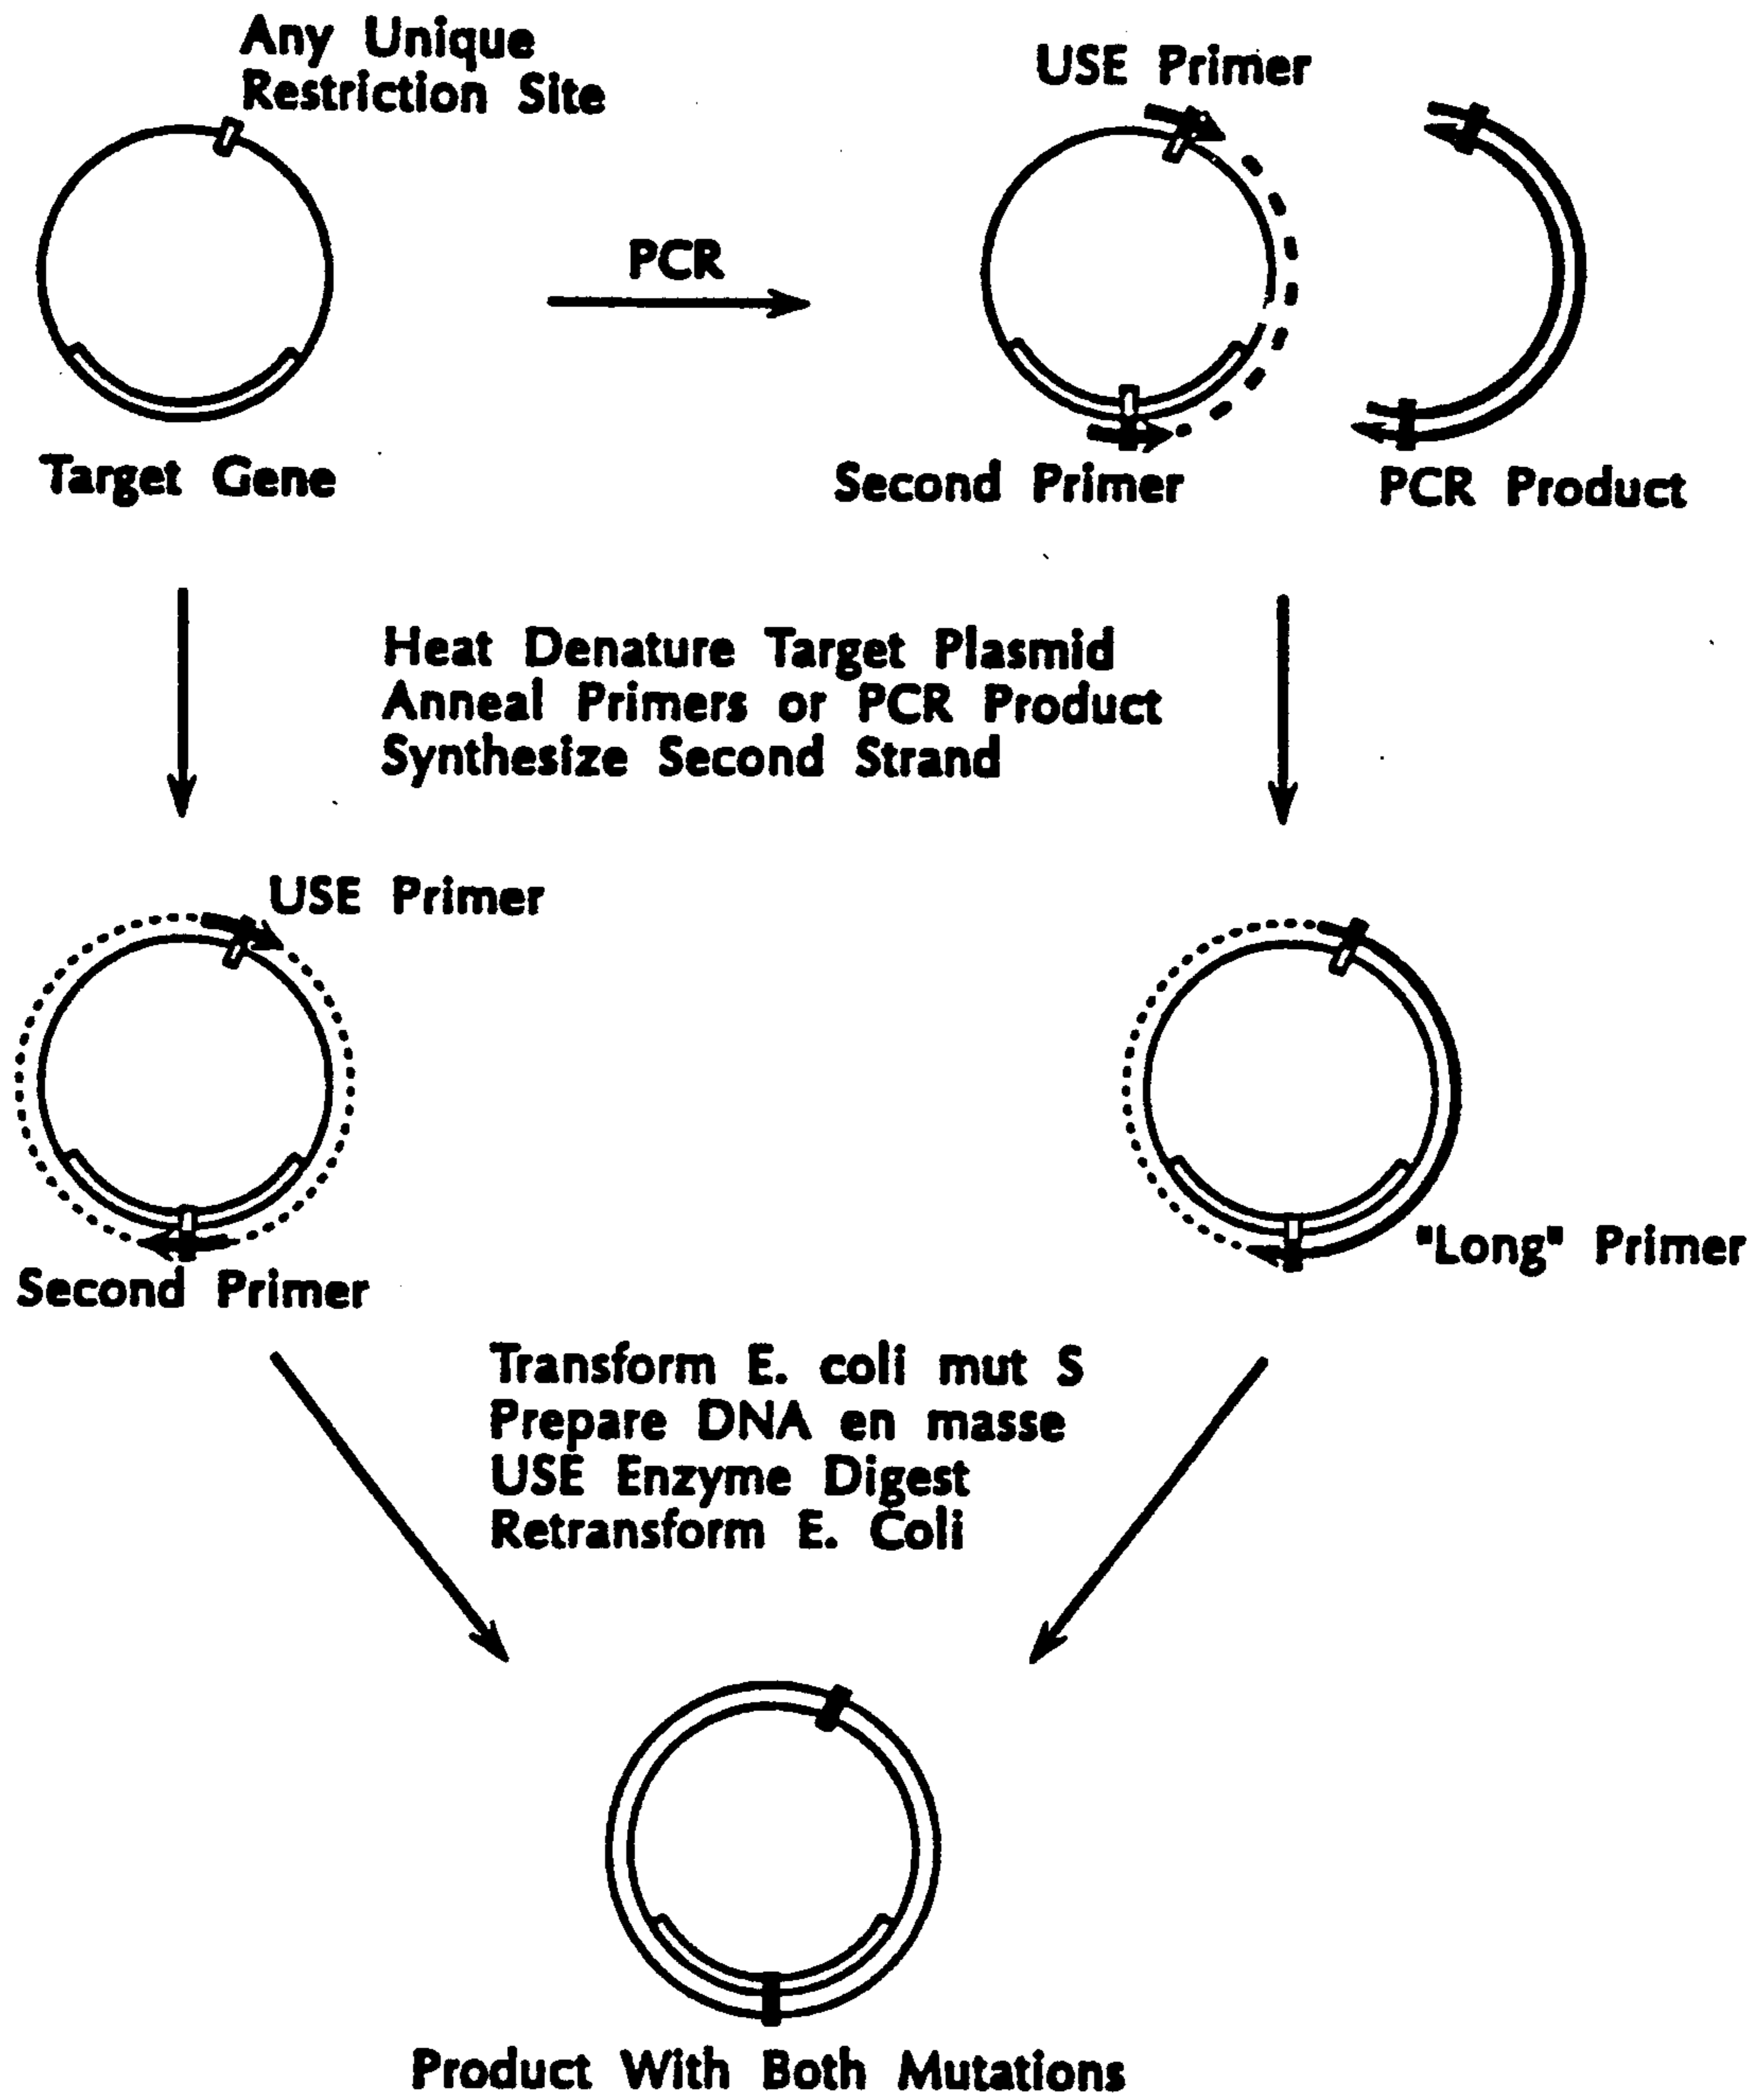 Any Unique
Restriction Site
USE Primer
PCR
Target Gene
Second Primer
PCR Product
Heat Denature Target Plasmid
Anneal Primers or PCR Product
Synthesize Second Strand
USE Primer
Second Primer
"Long" Primer
Transform E. coli mut S
Prepare DNA en masse
USE Enzyme Digest
Retransform E. Coli
Product With Both Mutations